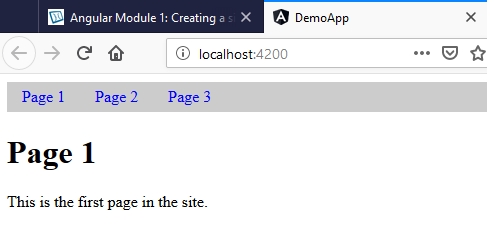 Angular Module 1: Creating a s
DemoApp
localhost:4200
Page 1 Page 2 Page 3
Page 1
This is the first page in the site.